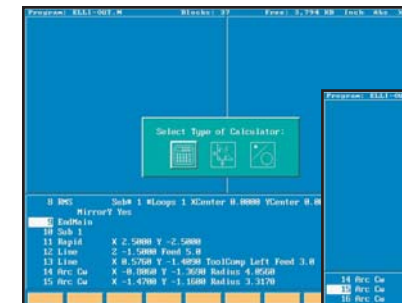 Program: ELLI-OUT.M Blocks: 37 Free: 3,794 KB Inch Abs
Select Type of Calculator:
Program: ELLI-OU
8 RMS Sub# 1 #Loops 1 XCenter 0.0000 YCenter 0.00
MirrorY Yes
9 EndMain
10 Sub 1
11 Rapid X 2.5000 Y -2.5000
12 Line Z -1.5000 Feed 5.0
13 Line X 0.5760 Y -1.4090 ToolComp Left Feed 3.0
14 Arc Cw X -0.8060 Y -1.3690 Radius 4.0560
15 Arc Cw X -1.4700 Y -1.1600 Radius 3.3170
14 Arc Cw
15 Arc Cw
16 Arc Cw